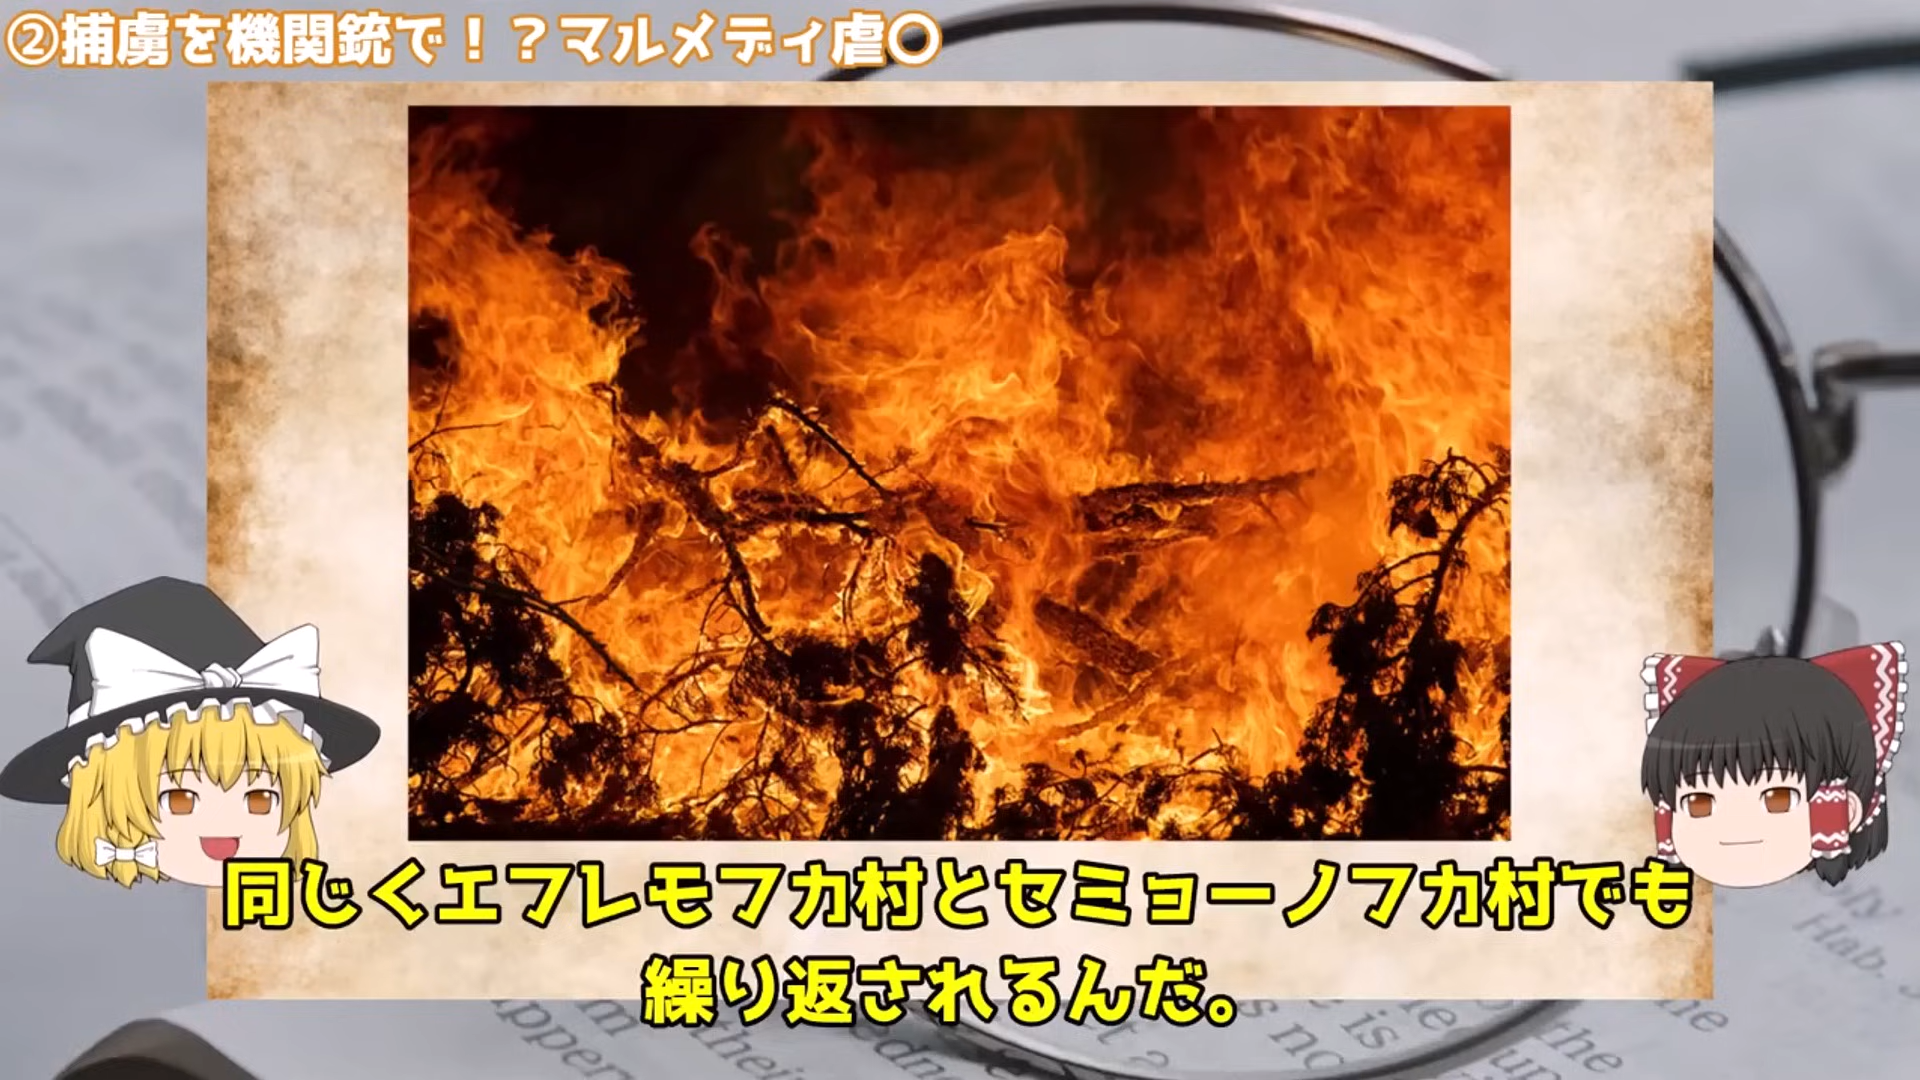 ②捕虜を機関銃で！？マルメディ虐〇
同じくエフレモフカ村とセミョーノフカ村でも
繰り返されるんだ。